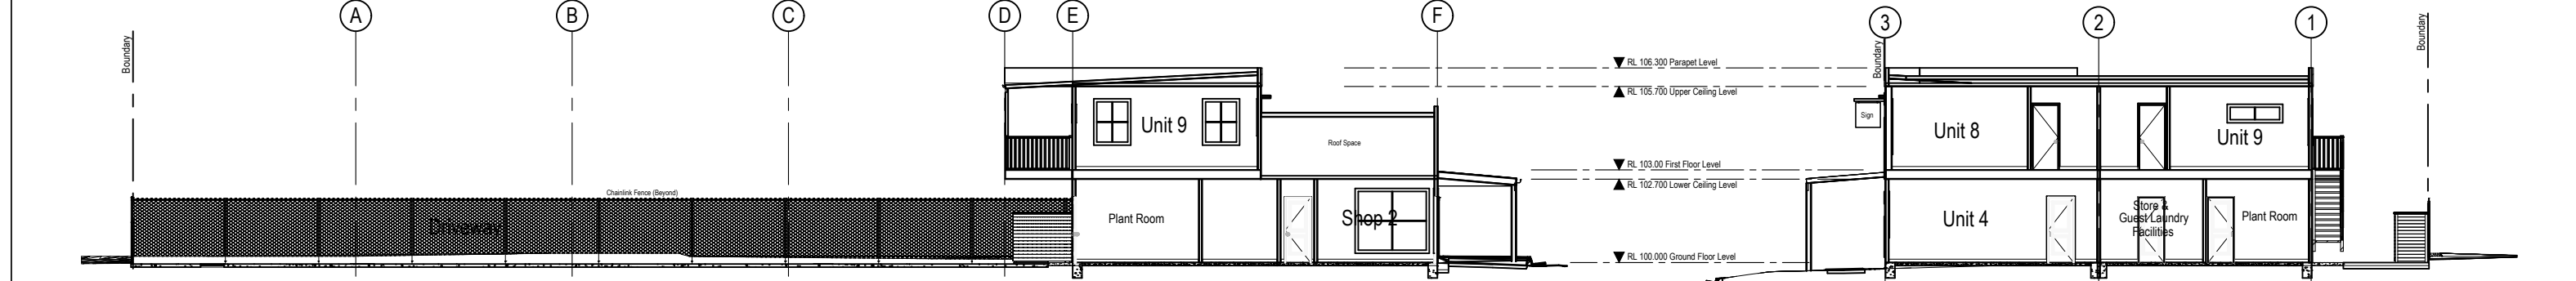 A
B
C
D
E
F
3
2
1
Boundary
Boundary
Boundary
RL 106.300 Parapet Level
RL 105.700 Upper Ceiling Level
RL 103.00 First Floor Level
RL 102.700 Lower Ceiling Level
RL 100.000 Ground Floor Level
Unit 9
Roof Space
Chainlink Fence (Beyond)
Driveway
Plant Room
Shop 2
Sign
Unit 8
Unit 9
Unit 4
Store &
Guest Laundry
Facilities
Plant Room